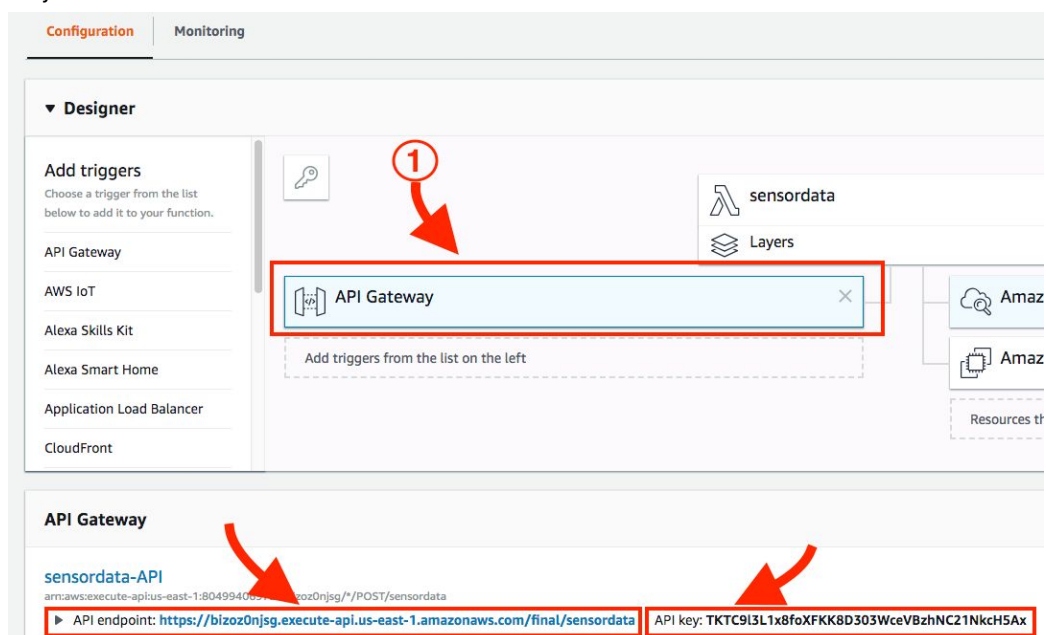 Configuration Monitoring
Designer
Add triggers
Choose a trigger from the list
below to add it to your function.
API Gateway
AWS IoT
Alexa Skills Kit
Alexa Smart Home
Application Load Balancer
CloudFront
1
sensordata
Layers
API Gateway
Add triggers from the list on the left
Amaz
Amaz
Resources th
API Gateway
sensordata-API
API endpoint: https://bizoz0njsg.execute-api.us-east-1.amazonaws.com/final/sensordata API key: TKTC9l3L1x8foXFKK8D303WceVBzhNC21NkcH5Ax